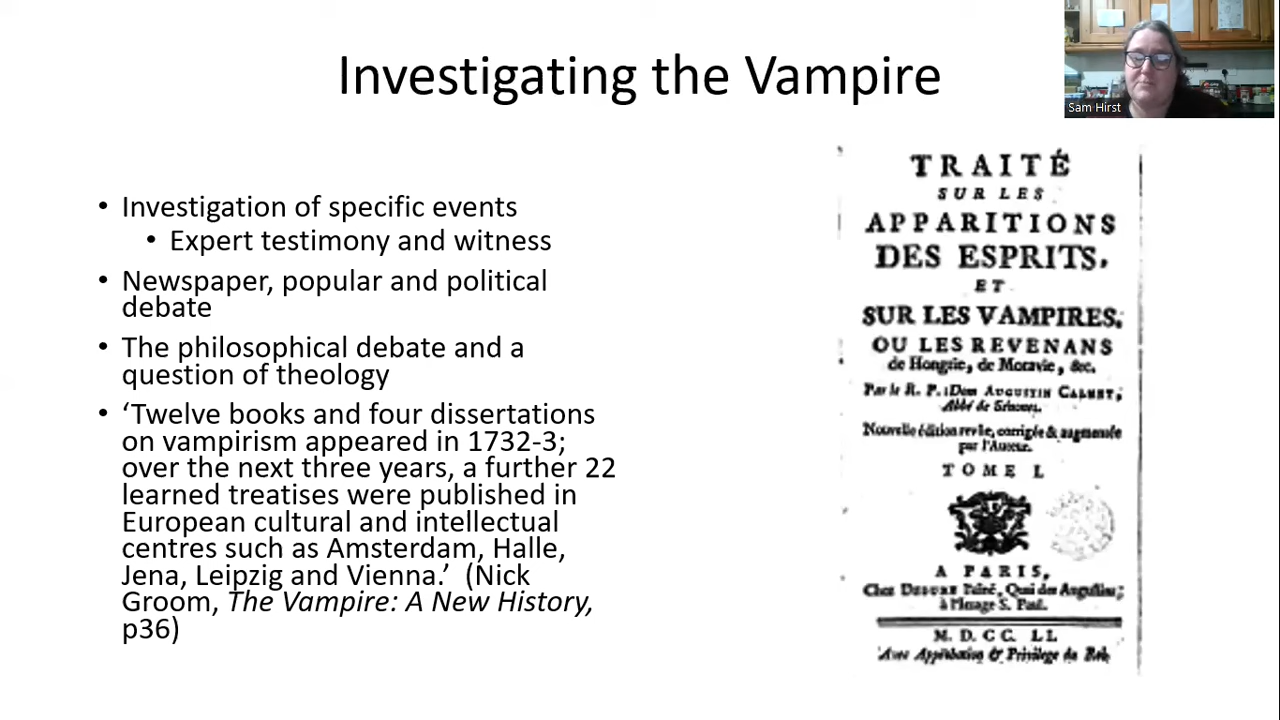 Investigating the Vampire
Sam Hirst
• Investigation of specific events
• Expert testimony and witness
• Newspaper, popular and political
debate
• The philosophical debate and a
question of theology
• ‘Twelve books and four dissertations
on vampirism appeared in 1732-3;
over the next three years, a further 22
learned treatises were published in
European cultural and intellectual
centres such as Amsterdam, Halle,
Jena, Leipzig and Vienna.’ (Nick
Groom, The Vampire: A New History,
p36)
TRAITÉ
SUR LES
APPARITIONS
DES ESPRITS,
ET
SUR LES VAMPIRES,
OU LES REVENANS
de Hongrie, de Moravie, &c.
Par le R. P. Dom AUGUSTIN CALMET,
Abbé de Sénones.
Nouvelle édition revûe, corrigée & augmentée
par l'Auteur.
TOME I.
A PARIS,
Chez DEBURE l'aîné, Quai des Augustins;
à l'Image S. Paul.
M. D. CC. LI.
Avec Approbation & Privilege du Roi.